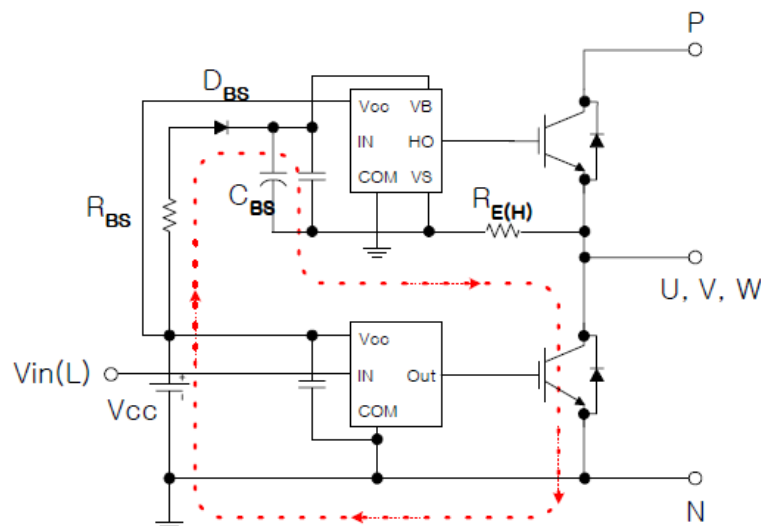 P
DBS
Vcc VB
IN HO
COM VS
RBS
CBS
RE(H)
U, V, W
Vin(L)
Vcc
IN Out
COM
Vcc
+
N